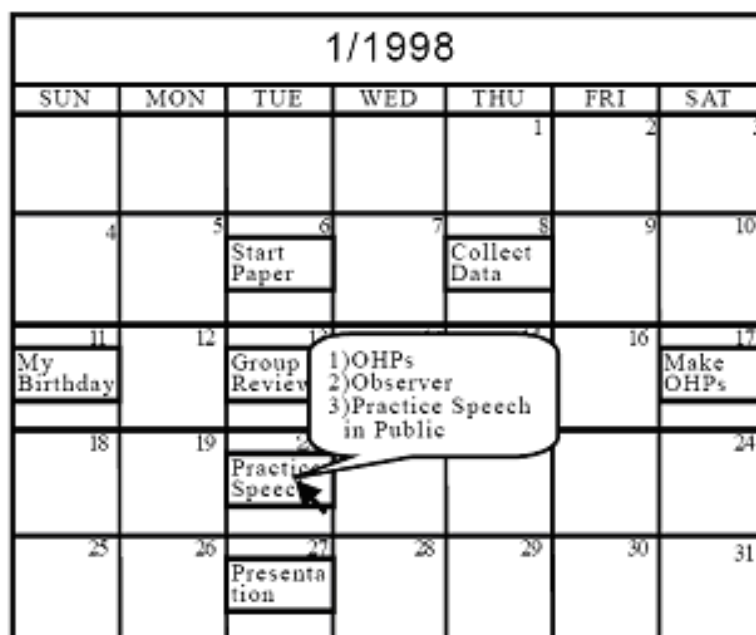 1/1998
SUN MON TUE WED THU FRI SAT
1 2
4 5 6 7 8 9 10
Start
Paper
Collect
Data
11 12 16 17
My
Birthday
Group
Review
Make
OHPs
1)OHPs
2)Observer
3)Practice Speech
in Public
18 19 24
Practice
Speech
25 26 27 28 29 30 31
Presenta
tion